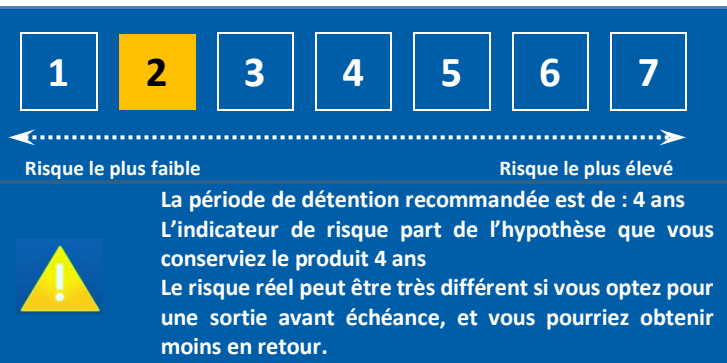 1 2 3 4 5 6 7
Risque le plus faible Risque le plus élevé
La période de détention recommandée est de : 4 ans
L’indicateur de risque part de l’hypothèse que vous
conserviez le produit 4 ans
Le risque réel peut être très différent si vous optez pour
une sortie avant échéance, et vous pourriez obtenir
moins en retour.